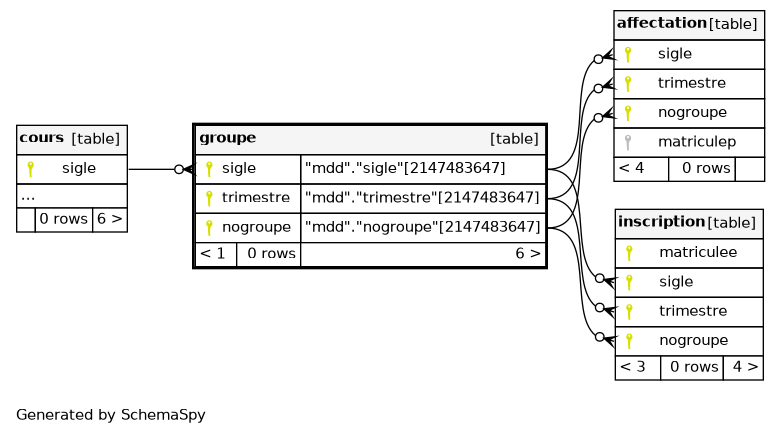 cours [table]
sigle
...
0 rows 6 >
groupe [table]
sigle "mdd"."sigle"[2147483647]
trimestre "mdd"."trimestre"[2147483647]
nogroupe "mdd"."nogroupe"[2147483647]
< 1 0 rows 6 >
affectation [table]
sigle
trimestre
nogroupe
matriculep
< 4 0 rows
inscription [table]
matriculee
sigle
trimestre
nogroupe
< 3 0 rows 4 >
Generated by SchemaSpy